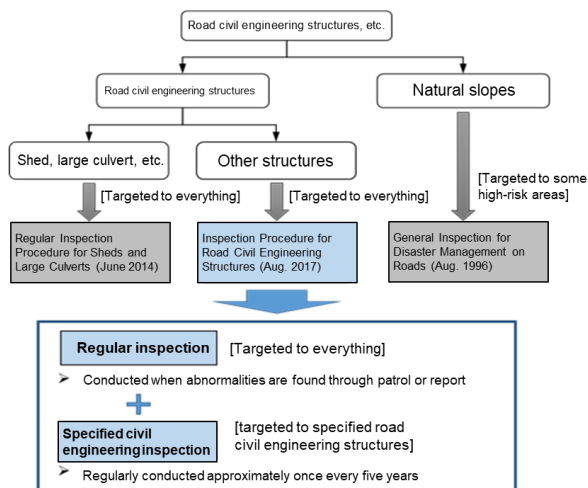 Road civil engineering structures, etc.
Road civil engineering structures
Natural slopes
Shed, large culvert, etc.
Other structures
[Targeted to everything]
[Targeted to everything]
[Targeted to some
high-risk areas]
Regular Inspection
Procedure for Sheds and
Large Culverts (June 2014)
Inspection Procedure for
Road Civil Engineering
Structures (Aug. 2017)
General Inspection for
Disaster Management on
Roads (Aug. 1996)
Regular inspection
[Targeted to everything]
➤ Conducted when abnormalities are found through patrol or report
+
Specified civil
engineering inspection
[targeted to specified road
civil engineering structures]
➤ Regularly conducted approximately once every five years